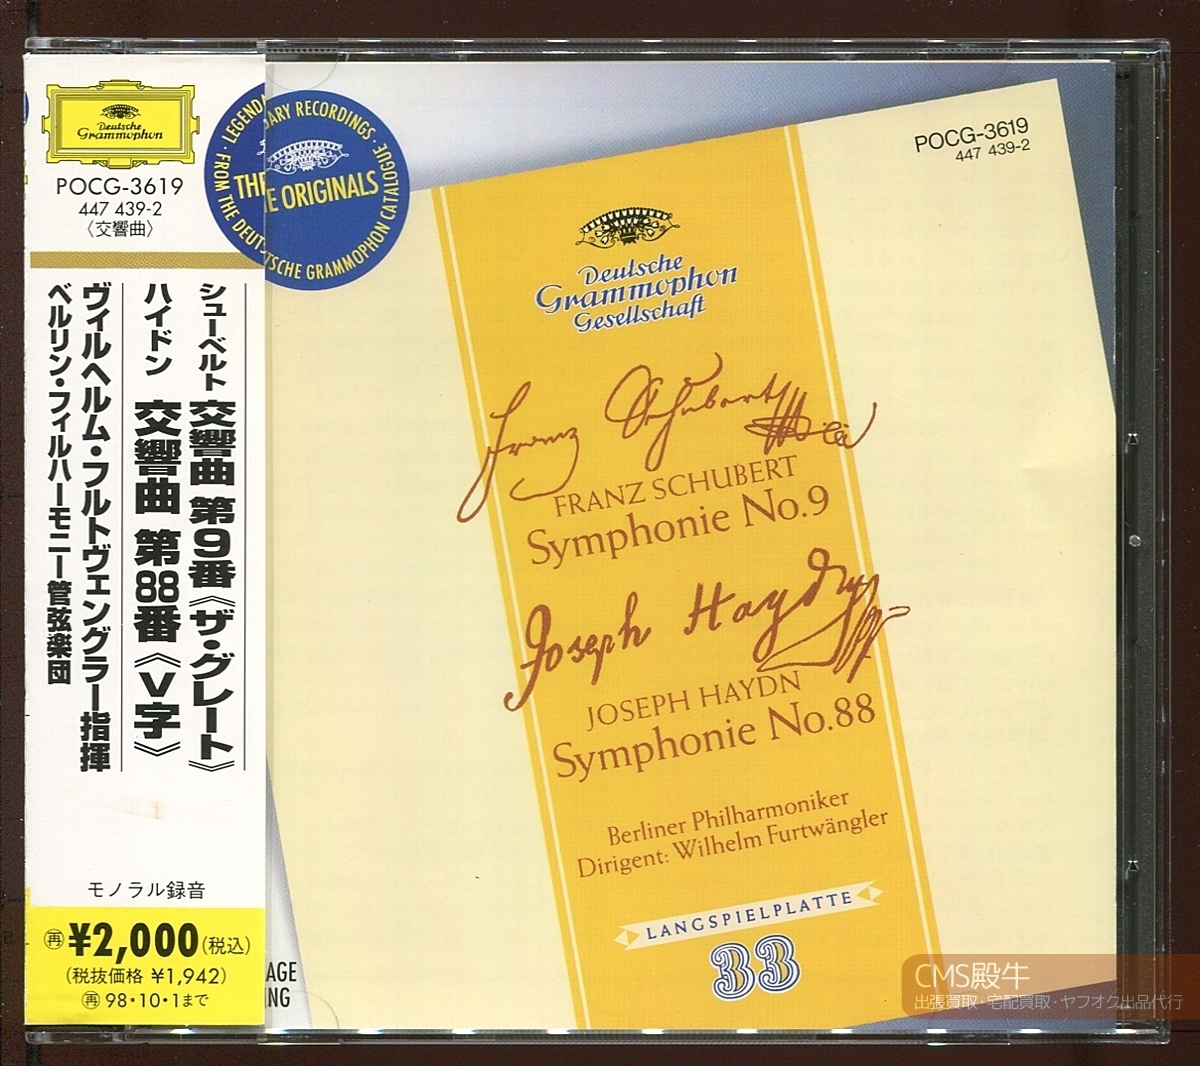 Deutsche
Grammophon
POCG-3619
447 439-2
〈交響曲〉
シューベルト 交響曲 第9番《ザ・グレート》
ハイドン 交響曲 第88番《V字》
ヴィルヘルム・フルトヴェングラー指揮
ベルリン・フィルハーモニー管弦楽団
モノラル録音
再 ¥2,000(税込)
(税抜価格 ¥1,942)
再 98・10・1まで
LEGENDARY RECORDINGS · FROM THE DEUTSCHE GRAMMOPHON CATALOGUE ·
THE ORIGINALS
POCG-3619
447 439-2
Deutsche
Grammophon
Gesellschaft
Franz Schubert
FRANZ SCHUBERT
Symphonie No.9
Joseph Haydn
JOSEPH HAYDN
Symphonie No.88
Berliner Philharmoniker
Dirigent: Wilhelm Furtwängler
LANGSPIELPLATTE
33
AGE
NG
CMS殿牛
出張買取・宅配買取・ヤフオク出品代行